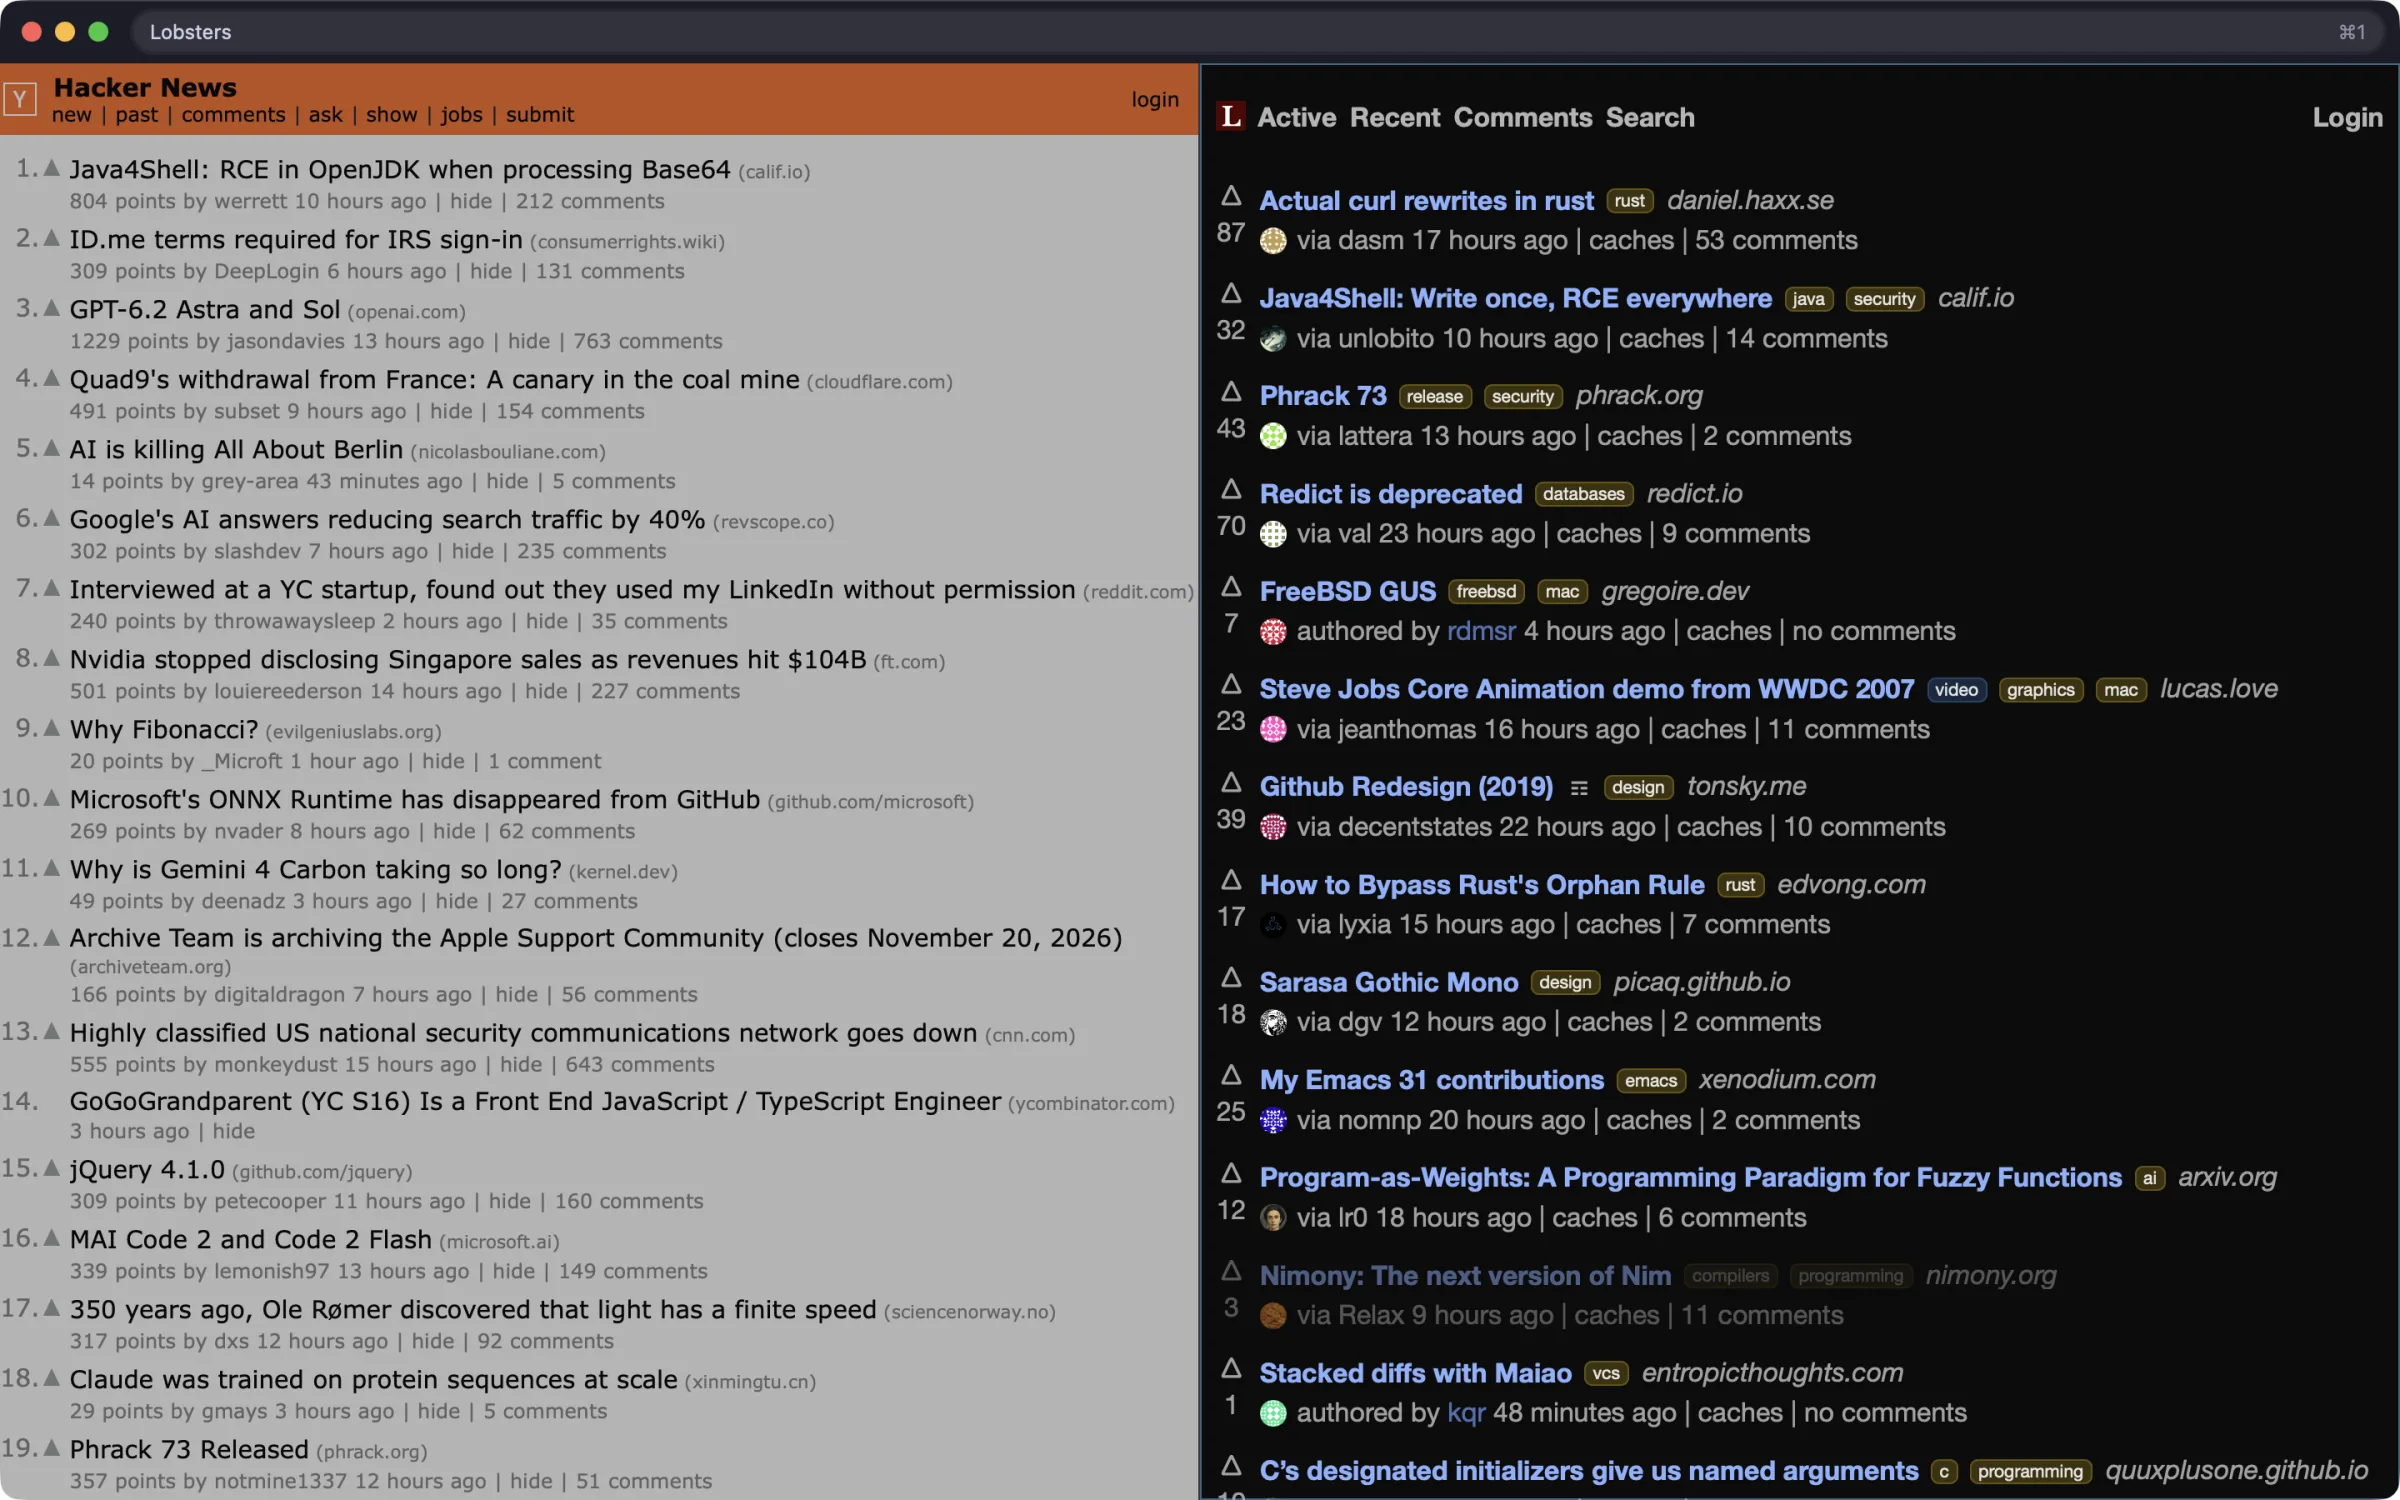 Lobsters
⌘1
Y
Hacker News
new | past | comments | ask | show | jobs | submit
login
1. ▲ Java4Shell: RCE in OpenJDK when processing Base64 (calif.io)
804 points by werrett 10 hours ago | hide | 212 comments
2. ▲ ID.me terms required for IRS sign-in (consumerrights.wiki)
309 points by DeepLogin 6 hours ago | hide | 131 comments
3. ▲ GPT-6.2 Astra and Sol (openai.com)
1229 points by jasondavies 13 hours ago | hide | 763 comments
4. ▲ Quad9's withdrawal from France: A canary in the coal mine (cloudflare.com)
491 points by subset 9 hours ago | hide | 154 comments
5. ▲ AI is killing All About Berlin (nicolasbouliane.com)
14 points by grey-area 43 minutes ago | hide | 5 comments
6. ▲ Google's AI answers reducing search traffic by 40% (revscope.co)
302 points by slashdev 7 hours ago | hide | 235 comments
7. ▲ Interviewed at a YC startup, found out they used my LinkedIn without permission (reddit.com)
240 points by throwawaysleep 2 hours ago | hide | 35 comments
8. ▲ Nvidia stopped disclosing Singapore sales as revenues hit $104B (ft.com)
501 points by louiereederson 14 hours ago | hide | 227 comments
9. ▲ Why Fibonacci? (evilgeniuslabs.org)
20 points by _Microft 1 hour ago | hide | 1 comment
10. ▲ Microsoft's ONNX Runtime has disappeared from GitHub (github.com/microsoft)
269 points by nvader 8 hours ago | hide | 62 comments
11. ▲ Why is Gemini 4 Carbon taking so long? (kernel.dev)
49 points by deenadz 3 hours ago | hide | 27 comments
12. ▲ Archive Team is archiving the Apple Support Community (closes November 20, 2026)
(archiveteam.org)
166 points by digitaldragon 7 hours ago | hide | 56 comments
13. ▲ Highly classified US national security communications network goes down (cnn.com)
555 points by monkeydust 15 hours ago | hide | 643 comments
14. GoGoGrandparent (YC S16) Is a Front End JavaScript / TypeScript Engineer (ycombinator.com)
3 hours ago | hide
15. ▲ jQuery 4.1.0 (github.com/jquery)
309 points by petecooper 11 hours ago | hide | 160 comments
16. ▲ MAI Code 2 and Code 2 Flash (microsoft.ai)
339 points by lemonish97 13 hours ago | hide | 149 comments
17. ▲ 350 years ago, Ole Rømer discovered that light has a finite speed (sciencenorway.no)
317 points by dxs 12 hours ago | hide | 92 comments
18. ▲ Claude was trained on protein sequences at scale (xinmingtu.cn)
29 points by gmays 3 hours ago | hide | 5 comments
19. ▲ Phrack 73 Released (phrack.org)
357 points by notmine1337 12 hours ago | hide | 51 comments
L Active Recent Comments Search
Login
Actual curl rewrites in rust rust daniel.haxx.se
87 via dasm 17 hours ago | caches | 53 comments
Java4Shell: Write once, RCE everywhere java security calif.io
32 via unlobito 10 hours ago | caches | 14 comments
Phrack 73 release security phrack.org
43 via lattera 13 hours ago | caches | 2 comments
Redict is deprecated databases redict.io
70 via val 23 hours ago | caches | 9 comments
FreeBSD GUS freebsd mac gregoire.dev
7 authored by rdmsr 4 hours ago | caches | no comments
Steve Jobs Core Animation demo from WWDC 2007 video graphics mac lucas.love
23 via jeanthomas 16 hours ago | caches | 11 comments
Github Redesign (2019) design tonsky.me
39 via decentstates 22 hours ago | caches | 10 comments
How to Bypass Rust's Orphan Rule rust edvong.com
17 via lyxia 15 hours ago | caches | 7 comments
Sarasa Gothic Mono design picaq.github.io
18 via dgv 12 hours ago | caches | 2 comments
My Emacs 31 contributions emacs xenodium.com
25 via nomnp 20 hours ago | caches | 2 comments
Program-as-Weights: A Programming Paradigm for Fuzzy Functions ai arxiv.org
12 via lr0 18 hours ago | caches | 6 comments
Nimony: The next version of Nim compilers programming nimony.org
3 via Relax 9 hours ago | caches | 11 comments
Stacked diffs with Maiao vcs entropicthoughts.com
1 authored by kqr 48 minutes ago | caches | no comments
C’s designated initializers give us named arguments c programming quuxplusone.github.io